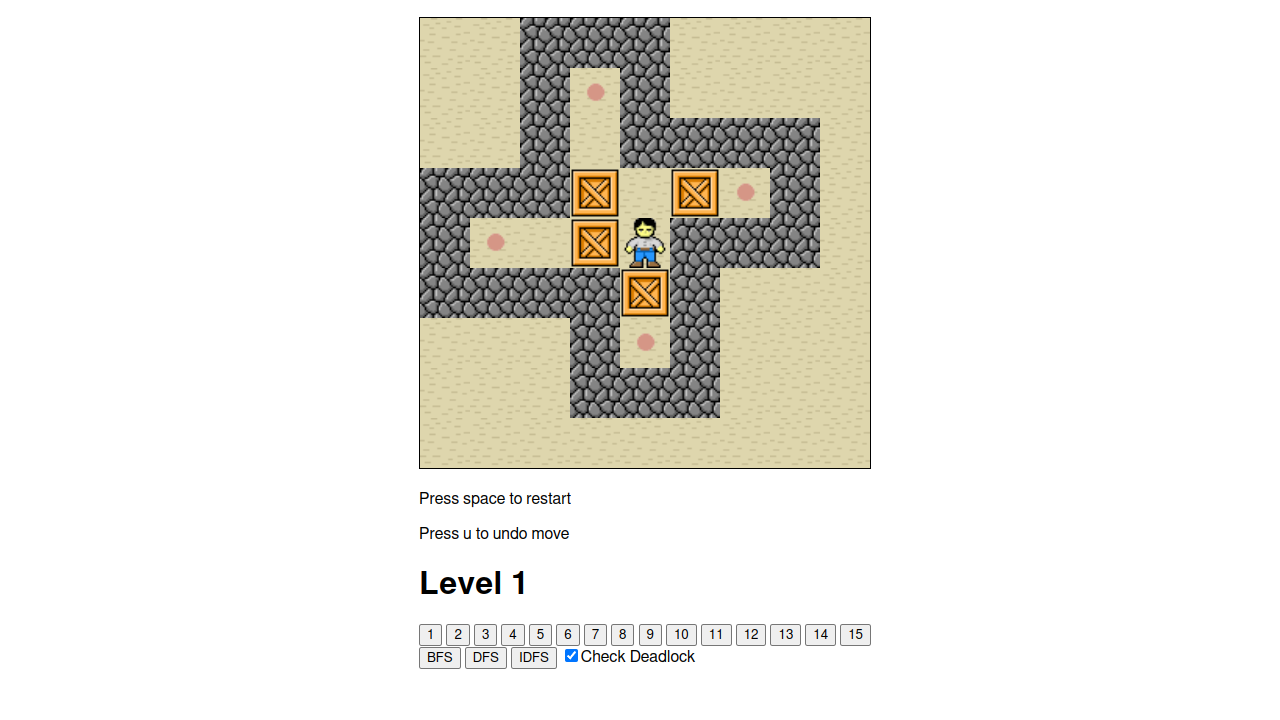 Press space to restart
Press u to undo move
Level 1
1 2 3 4 5 6 7 8 9 10 11 12 13 14 15
BFS DFS IDFS Check Deadlock